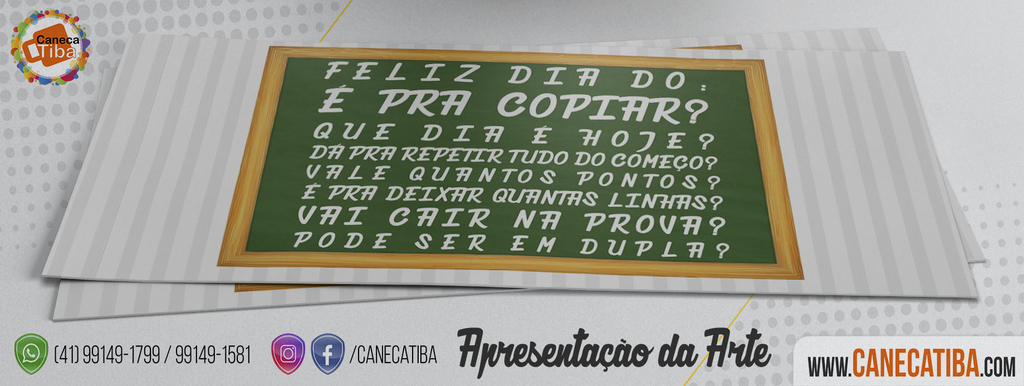 Caneca
Tiba
FELIZ DIA DO:
É PRA COPIAR?
QUE DIA É HOJE?
DÁ PRA REPETIR TUDO DO COMEÇO?
VALE QUANTOS PONTOS?
É PRA DEIXAR QUANTAS LINHAS?
VAI CAIR NA PROVA?
PODE SER EM DUPLA?
(41) 99149-1799 / 99149-1581
/CANECATIBA
Apresentação da Arte
WWW.CANECATIBA.COM